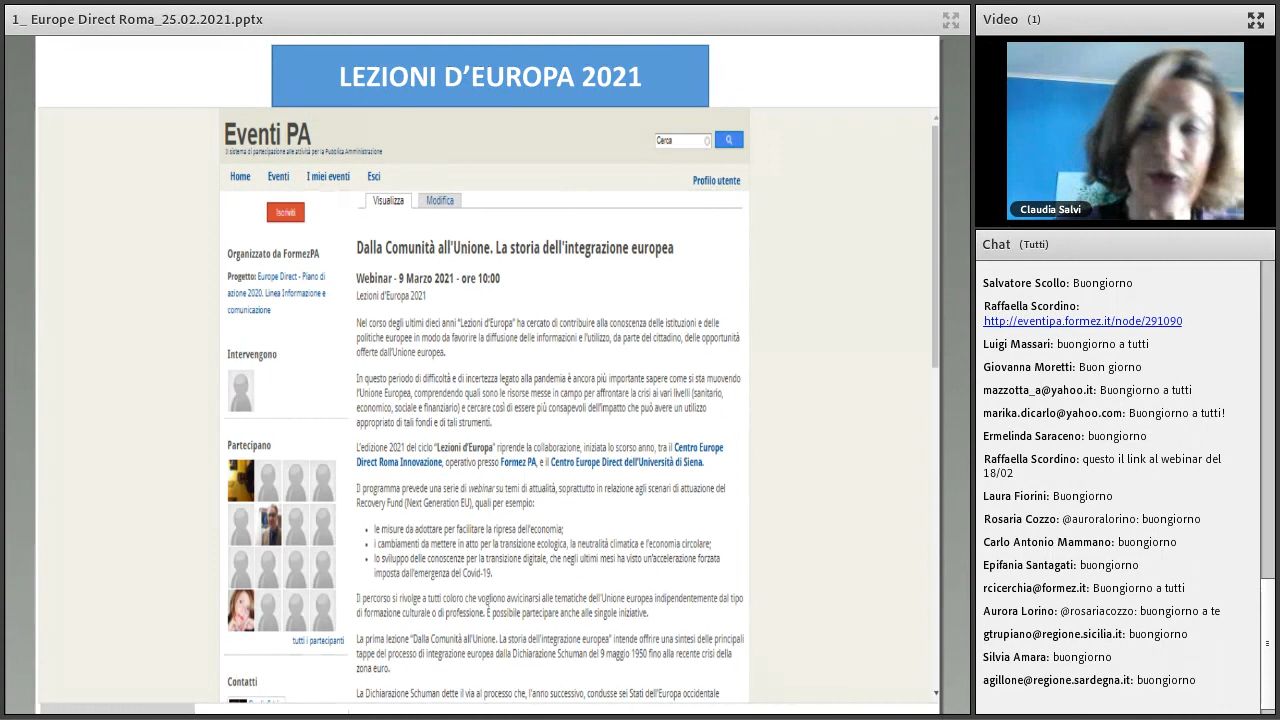 1_ Europe Direct Roma_25.02.2021.pptx
LEZIONI D'EUROPA 2021
Eventi PA
Il sistema di partecipazione alle attività per la Pubblica Amministrazione
Cerca
Home Eventi I miei eventi Esci
Profilo utente
Iscriviti
Visualizza Modifica
Organizzato da FormezPA
Progetto: Europe Direct - Piano di
azione 2020. Linea Informazione e
comunicazione
Intervengono
Partecipano
tutti i partecipanti
Contatti
Dalla Comunità all'Unione. La storia dell'integrazione europea
Webinar - 9 Marzo 2021 - ore 10:00
Lezioni d'Europa 2021
Nel corso degli ultimi dieci anni "Lezioni d'Europa" ha cercato di contribuire alla conoscenza delle istituzioni e delle
politiche europee in modo da favorire la diffusione delle informazioni e l'utilizzo, da parte del cittadino, delle opportunità
offerte dall'Unione europea.
In questo periodo di difficoltà e di incertezza legato alla pandemia è ancora più importante sapere come si sta muovendo
l'Unione Europea, comprendendo quali sono le risorse messe in campo per affrontare la crisi ai vari livelli (sanitario,
economico, sociale e finanziario) e cercare così di essere più consapevoli dell'impatto che può avere un utilizzo
appropriato di tali fondi e di tali strumenti.
L'edizione 2021 del ciclo "Lezioni d'Europa" riprende la collaborazione, iniziata lo scorso anno, tra il Centro Europe
Direct Roma Innovazione, operativo presso Formez PA, e il Centro Europe Direct dell'Università di Siena.
Il programma prevede una serie di webinar su temi di attualità, soprattutto in relazione agli scenari di attuazione del
Recovery Fund (Next Generation EU), quali per esempio:
• le misure da adottare per facilitare la ripresa dell'economia;
• i cambiamenti da mettere in atto per la transizione ecologica, la neutralità climatica e l'economia circolare;
• lo sviluppo delle conoscenze per la transizione digitale, che negli ultimi mesi ha visto un'accelerazione forzata
imposta dall'emergenza del Covid-19.
Il percorso si rivolge a tutti coloro che vogliono avvicinarsi alle tematiche dell'Unione europea indipendentemente dal tipo
di formazione culturale o di professione. È possibile partecipare anche alle singole iniziative.
La prima lezione "Dalla Comunità all'Unione. La storia dell'integrazione europea" intende offrire una sintesi delle principali
tappe del processo di integrazione europea dalla Dichiarazione Schuman del 9 maggio 1950 fino alla recente crisi della
zona euro.
La Dichiarazione Schuman dette il via al processo che, l'anno successivo, condusse sei Stati dell'Europa occidentale
Video (1)
Claudia Salvi
Chat (Tutti)
Salvatore Scollo: Buongiorno
Raffaella Scordino:
http://eventipa.formez.it/node/291090
Luigi Massari: buongiorno a tutti
Giovanna Moretti: Buon giorno
mazzotta_a@yahoo.it: Buongiorno a tutti
marika.dicarlo@yahoo.com: Buongiorno a tutti!
Ermelinda Saraceno: buongiorno
Raffaella Scordino: questo il link al webinar del
18/02
Laura Fiorini: Buongiorno
Rosaria Cozzo: @auroralorino: buongiorno
Carlo Antonio Mammano: buongiorno
Epifania Santagati: buongiorno
rcicerchia@formez.it: Buongiorno a tutti
Aurora Lorino: @rosariacozzo: buongiorno a te
gtrupiano@regione.sicilia.it: buongiorno
Silvia Amara: buongiorno
agillone@regione.sardegna.it: buongiorno